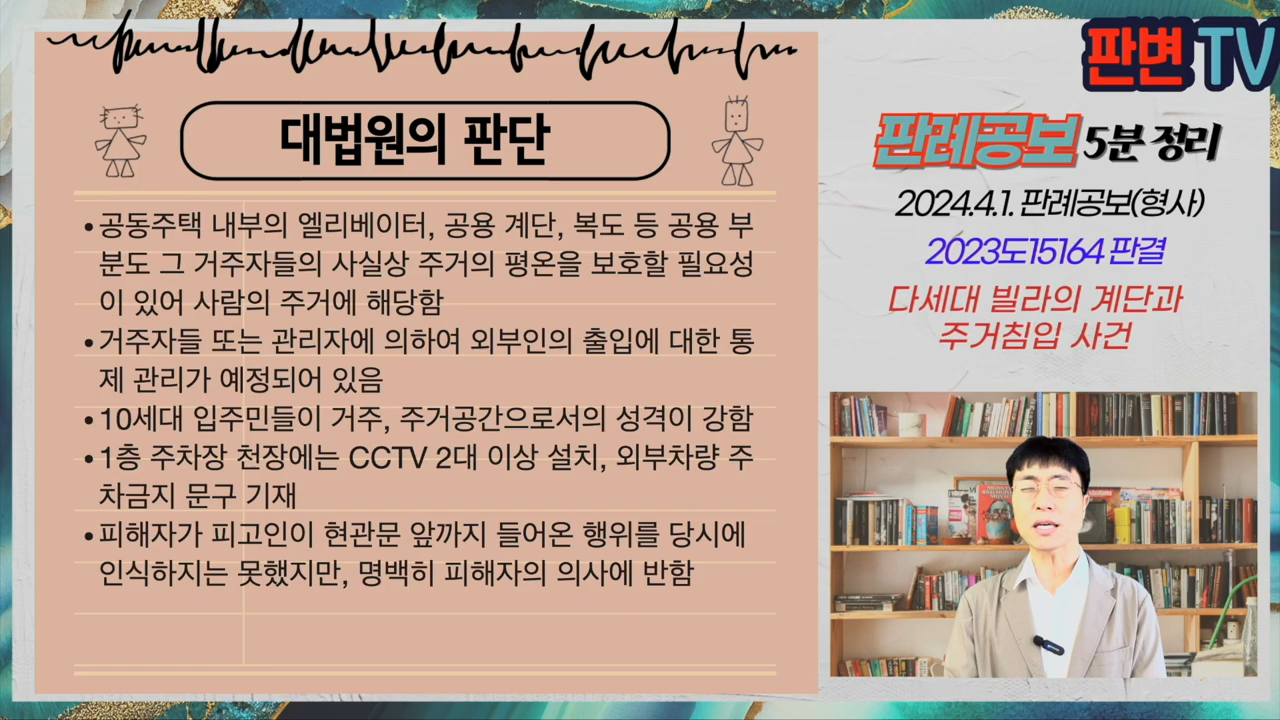 판변 TV
대법원의 판단
• 공동주택 내부의 엘리베이터, 공용 계단, 복도 등 공용 부
분도 그 거주자들의 사실상 주거의 평온을 보호할 필요성
이 있어 사람의 주거에 해당함
• 거주자들 또는 관리자에 의하여 외부인의 출입에 대한 통
제 관리가 예정되어 있음
• 10세대 입주민들이 거주, 주거공간으로서의 성격이 강함
• 1층 주차장 천장에는 CCTV 2대 이상 설치, 외부차량 주
차금지 문구 기재
• 피해자가 피고인이 현관문 앞까지 들어온 행위를 당시에
인식하지는 못했지만, 명백히 피해자의 의사에 반함
판례공보 5분 정리
2024.4.1. 판례공보(형사)
2023도15164 판결
다세대 빌라의 계단과
주거침입 사건